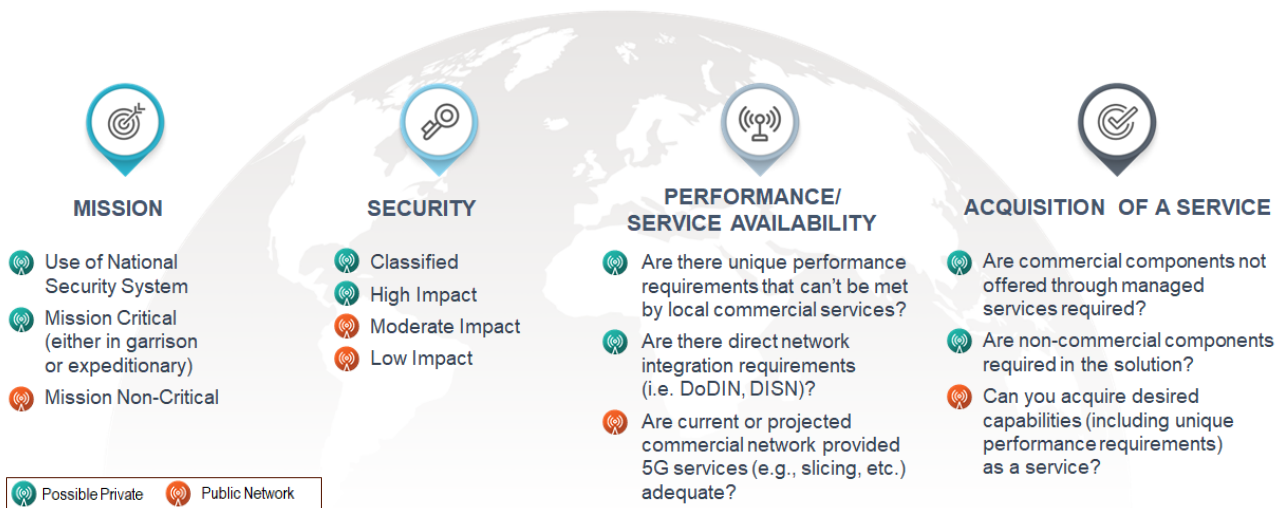 MISSION
Use of National
Security System
Mission Critical
(either in garrison
or expeditionary)
Mission Non-Critical
SECURITY
Classified
High Impact
Moderate Impact
Low Impact
PERFORMANCE/
SERVICE AVAILABILITY
Are there unique performance
requirements that can't be met
by local commercial services?
Are there direct network
integration requirements
(i.e. DoDIN, DISN)?
Are current or projected
commercial network provided
5G services (e.g., slicing, etc.)
adequate?
ACQUISITION OF A SERVICE
Are commercial components not
offered through managed
services required?
Are non-commercial components
required in the solution?
Can you acquire desired
capabilities (including unique
performance requirements)
as a service?
Possible Private
Public Network